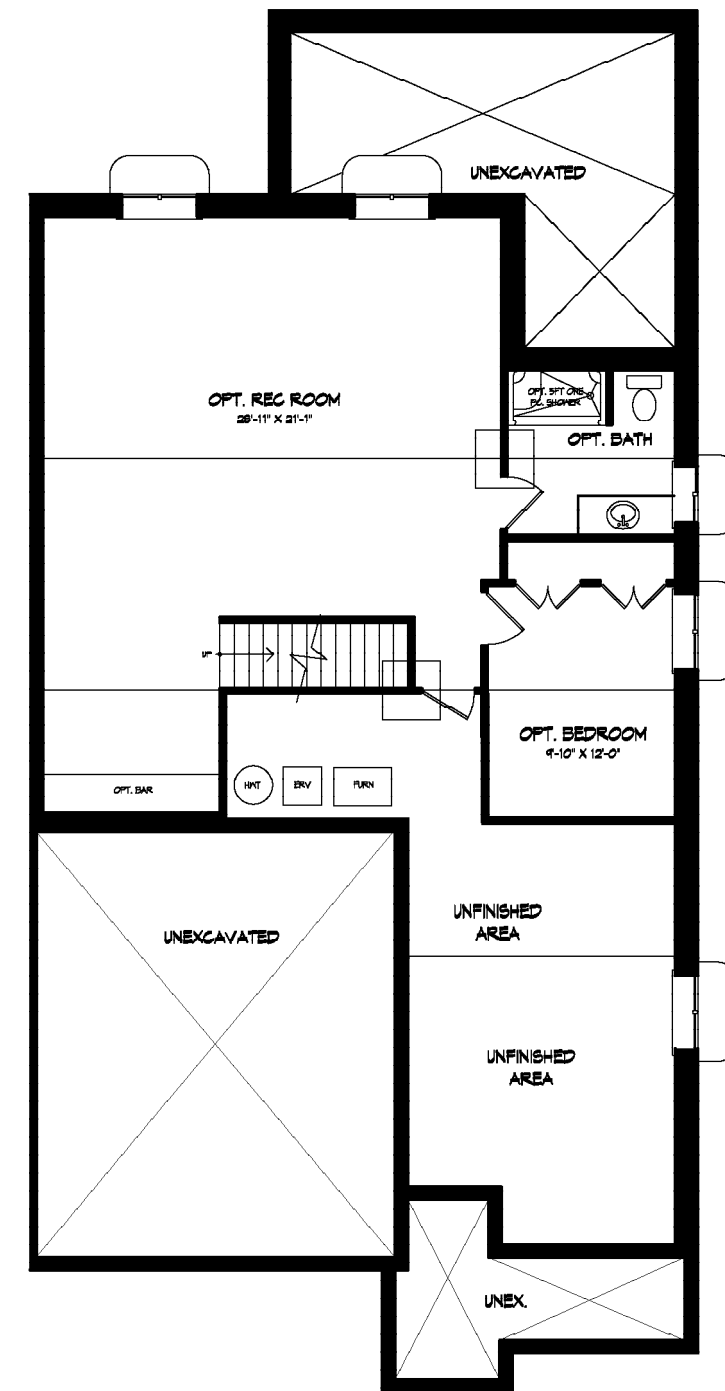 UNEXCAVATED
OPT. REC ROOM
28'-11" X 21'-1"
OPT. 5FT ONE
PC. SHOWER
OPT. BATH
UP
OPT. BEDROOM
9'-10" X 12'-0"
OPT. BAR
HWT
ERV
FURN
UNFINISHED
AREA
UNEXCAVATED
UNFINISHED
AREA
UNEX.